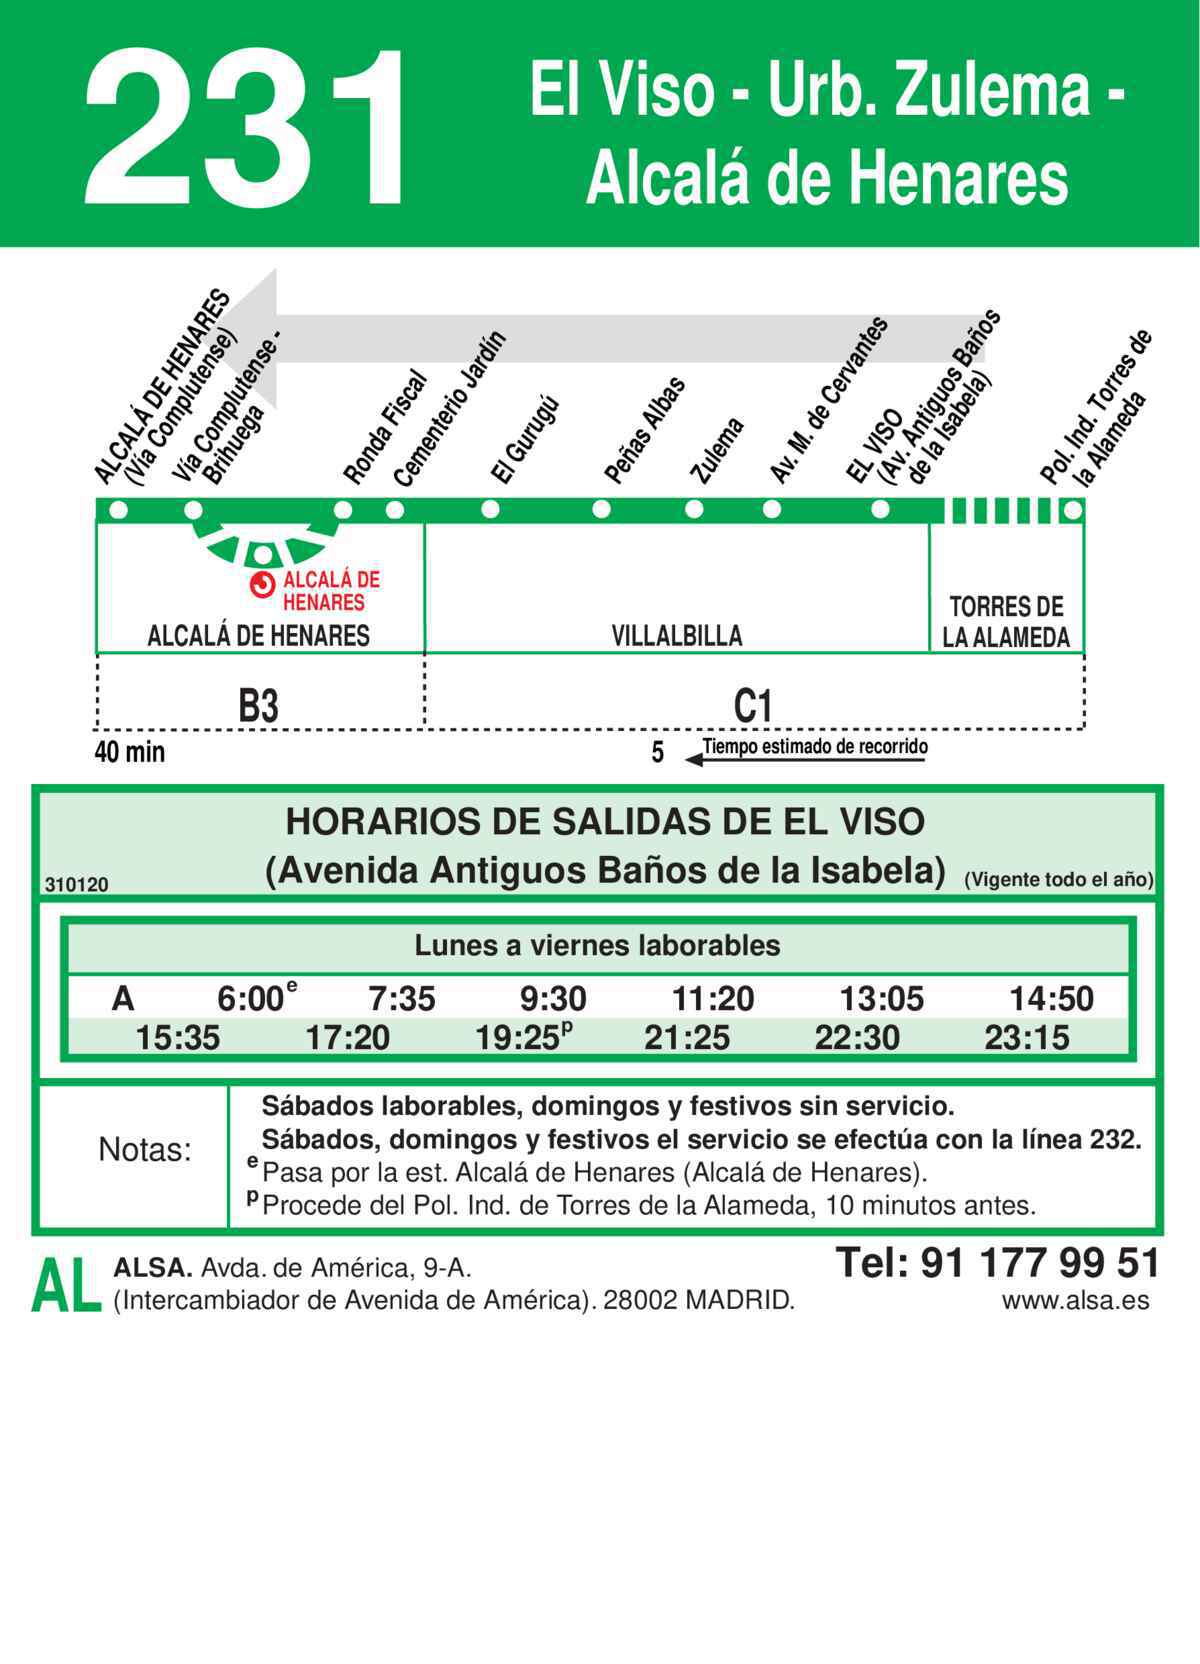 231
El Viso - Urb. Zulema -
Alcalá de Henares
ALCALÁ DE HENARES
(Vía Complutense)
Vía Complutense -
Brihuega
Ronda Fiscal
Cementerio Jardín
El Gurugú
Peñas Albas
Zulema
Av. M. de Cervantes
EL VISO
(Av. Antiguos Baños
de la Isabela)
Pol. Ind. Torres de
la Alameda
ALCALÁ DE
HENARES
ALCALÁ DE HENARES
VILLALBILLA
TORRES DE
LA ALAMEDA
B3
C1
40 min
5
Tiempo estimado de recorrido
HORARIOS DE SALIDAS DE EL VISO
(Avenida Antiguos Baños de la Isabela)
310120
(Vigente todo el año)
Lunes a viernes laborables
A 6:00e 7:35 9:30 11:20 13:05 14:50
15:35 17:20 19:25p 21:25 22:30 23:15
Notas:
Sábados laborables, domingos y festivos sin servicio.
Sábados, domingos y festivos el servicio se efectúa con la línea 232.
e Pasa por la est. Alcalá de Henares (Alcalá de Henares).
p Procede del Pol. Ind. de Torres de la Alameda, 10 minutos antes.
AL
ALSA. Avda. de América, 9-A.
(Intercambiador de Avenida de América). 28002 MADRID.
Tel: 91 177 99 51
www.alsa.es